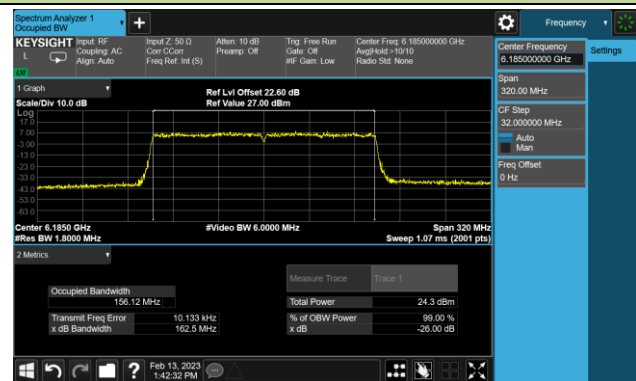 Spectrum Analyzer 1
Occupied BW
Frequency
KEYSIGHT
L
Input: RF
Coupling: AC
Align: Auto
Input Z: 50 Ω
Corr CCorr
Freq Ref: Int (S)
Atten: 10 dB
Preamp: Off
Trig: Free Run
Gate: Off
#IF Gain: Low
Center Freq: 6.185000000 GHz
Avg|Hold:>10/10
Radio Std: None
Center Frequency
6.185000000 GHz
Settings
Span
320.00 MHz
CF Step
32.000000 MHz
Auto
Man
Freq Offset
0 Hz
1 Graph
Scale/Div 10.0 dB
Ref Lvl Offset 22.60 dB
Ref Value 27.00 dBm
Log
17.0
7.00
-3.00
-13.0
-23.0
-33.0
-43.0
-53.0
-63.0
Center 6.1850 GHz
#Video BW 6.0000 MHz
Span 320 MHz
#Res BW 1.8000 MHz
Sweep 1.07 ms (2001 pts)
2 Metrics
Measure Trace
Trace 1
Occupied Bandwidth
156.12 MHz
Total Power
24.3 dBm
Transmit Freq Error
10.133 kHz
% of OBW Power
99.00 %
x dB Bandwidth
162.5 MHz
x dB
-26.00 dB
Feb 13, 2023
1:42:32 PM